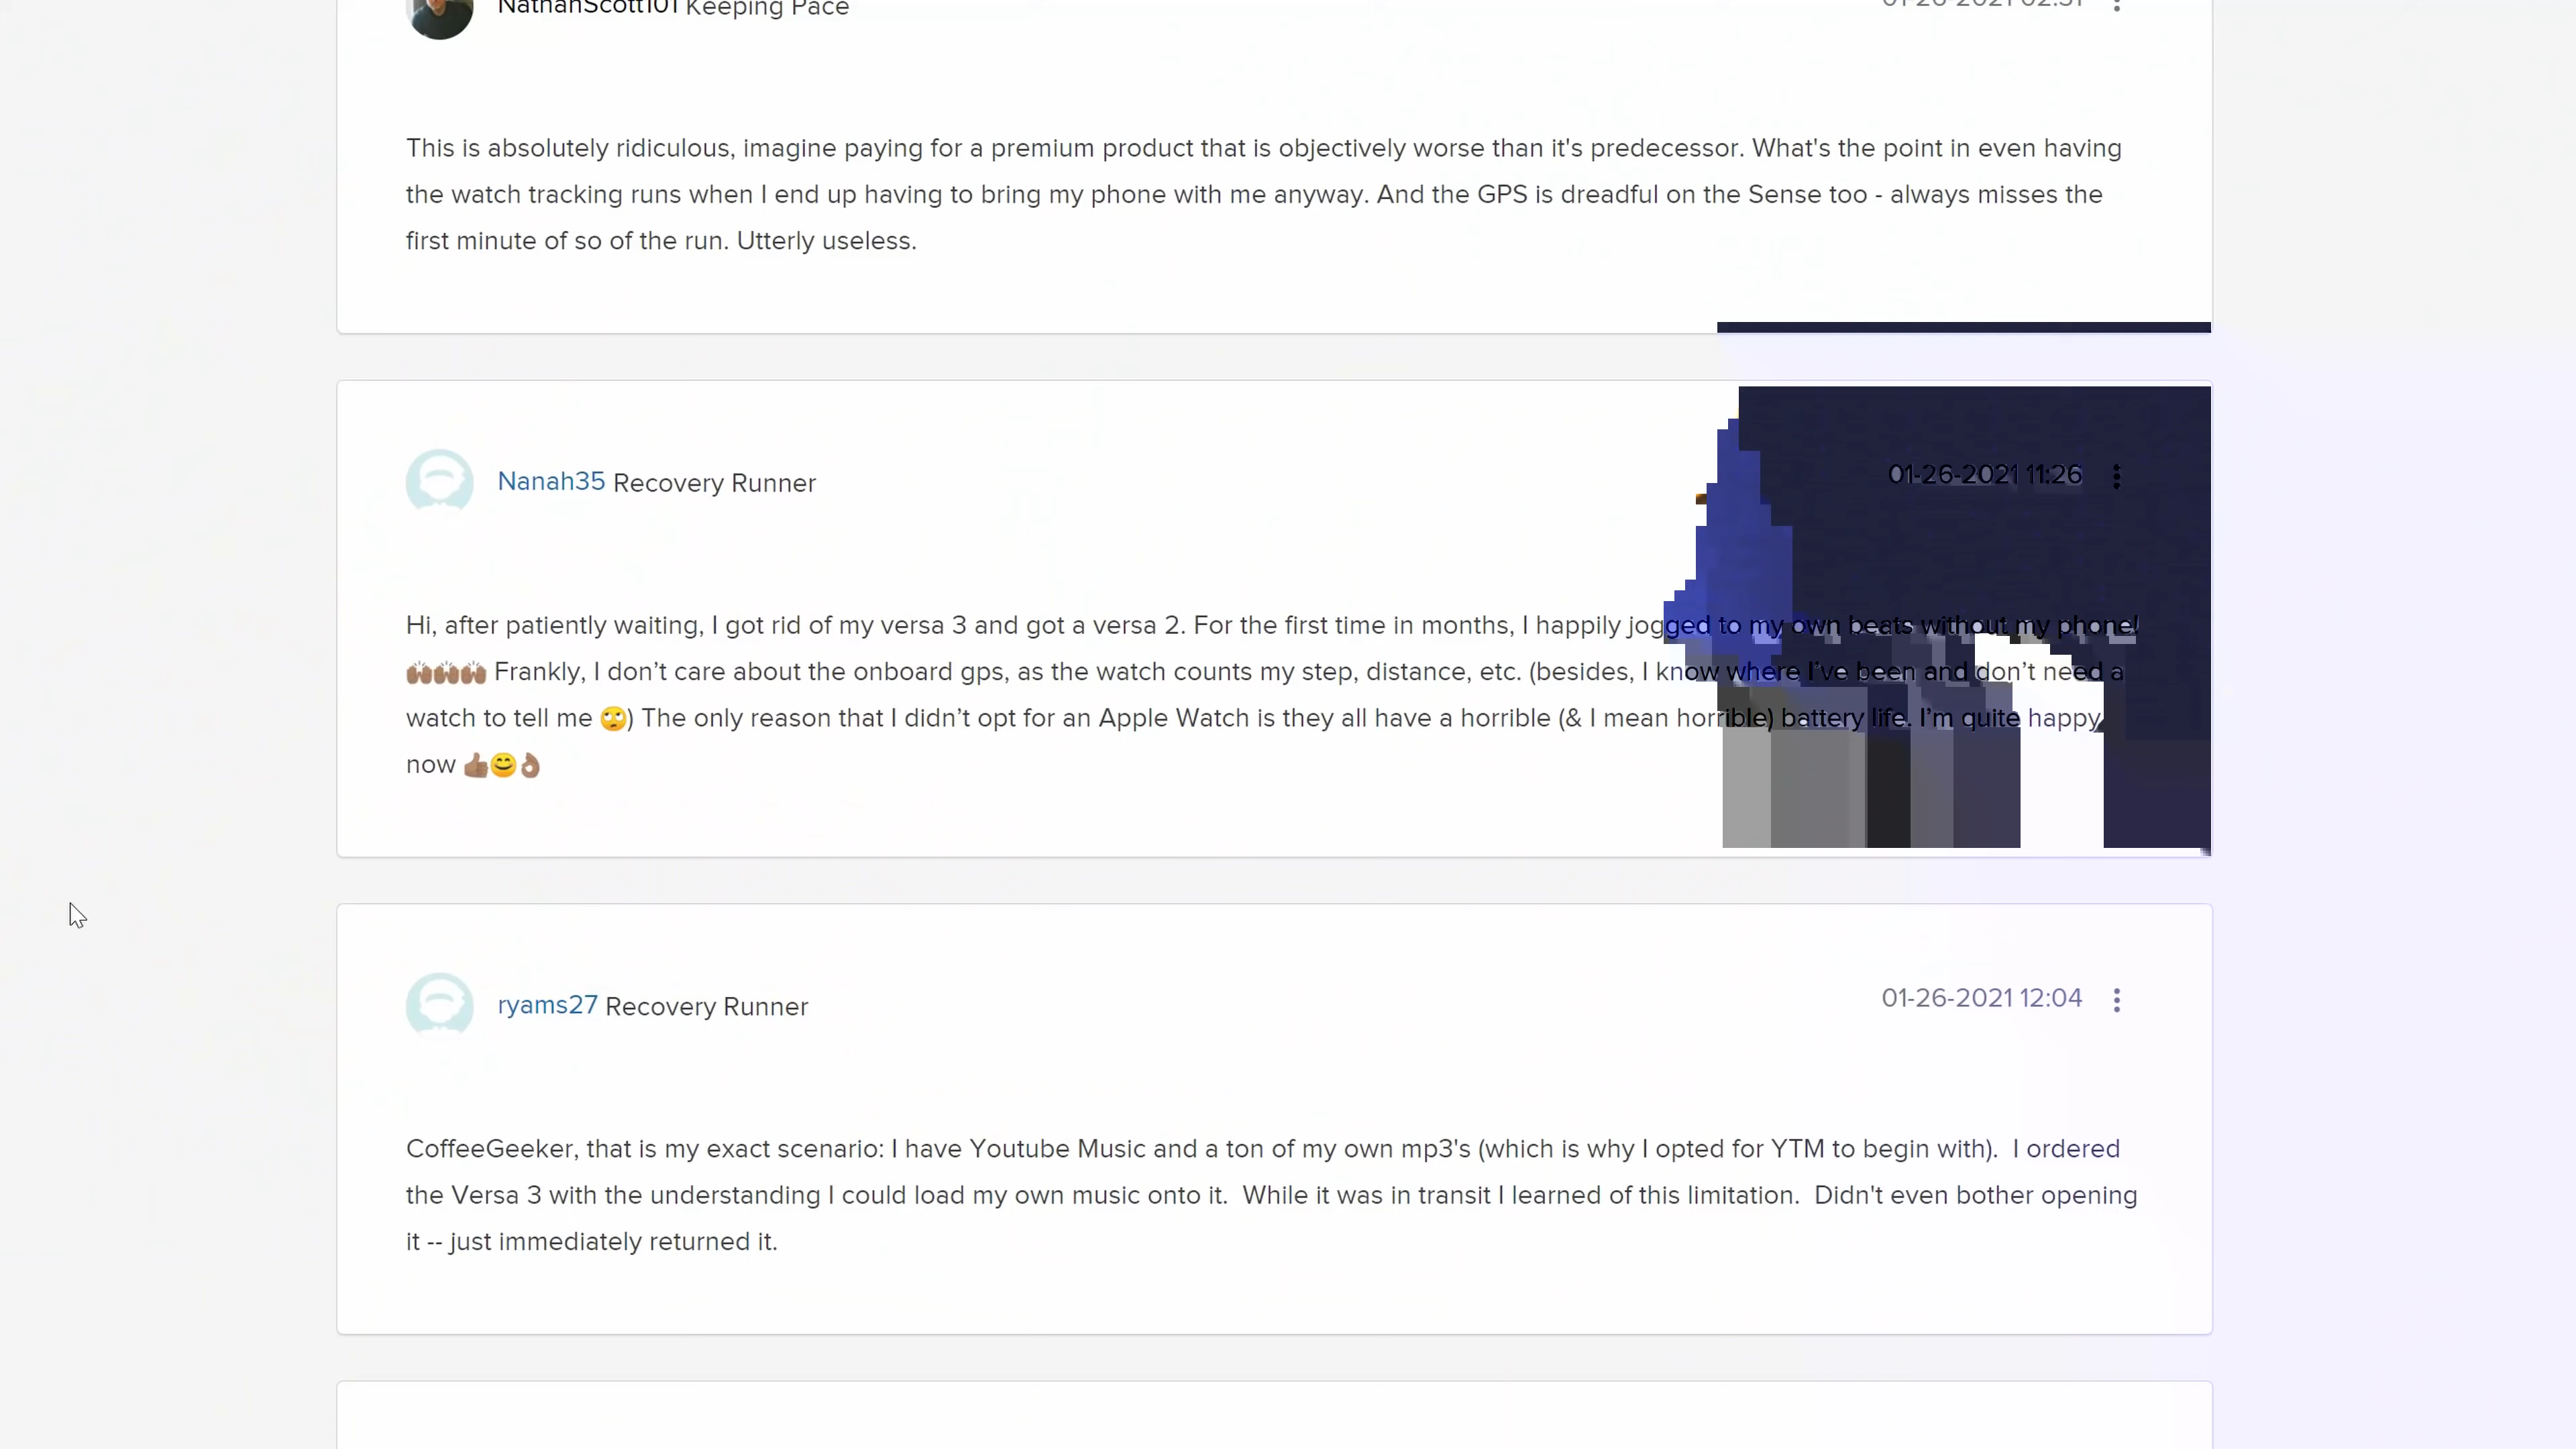 NathanScott101 Keeping Pace
01-26-2021 02:51
This is absolutely ridiculous, imagine paying for a premium product that is objectively worse than it's predecessor. What's the point in even having
the watch tracking runs when I end up having to bring my phone with me anyway. And the GPS is dreadful on the Sense too - always misses the
first minute of so of the run. Utterly useless.
Nanah35 Recovery Runner
01-26-2021 11:26
Hi, after patiently waiting, I got rid of my versa 3 and got a versa 2. For the first time in months, I happily jogged to my own beats without my phone!
🙌🏽🙌🏽🙌🏽 Frankly, I don’t care about the onboard gps, as the watch counts my step, distance, etc. (besides, I know where I’ve been and don’t need a
watch to tell me 🙄) The only reason that I didn’t opt for an Apple Watch is they all have a horrible (& I mean horrible) battery life. I’m quite happy
now 👍🏽😊👌🏽
ryams27 Recovery Runner
01-26-2021 12:04
CoffeeGeeker, that is my exact scenario: I have Youtube Music and a ton of my own mp3's (which is why I opted for YTM to begin with).  I ordered
the Versa 3 with the understanding I could load my own music onto it.  While it was in transit I learned of this limitation.  Didn't even bother opening
it -- just immediately returned it.